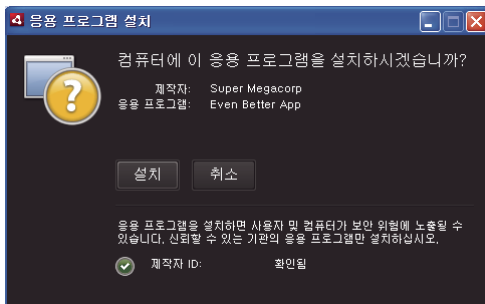 응용 프로그램 설치
컴퓨터에 이 응용 프로그램을 설치하시겠습니까?
제작자: Super Megacorp
응용 프로그램: Even Better App
설치 취소
응용 프로그램을 설치하면 사용자 및 컴퓨터가 보안 위험에 노출될 수
있습니다. 신뢰할 수 있는 기관의 응용 프로그램만 설치하십시오.
제작자 ID: 확인됨